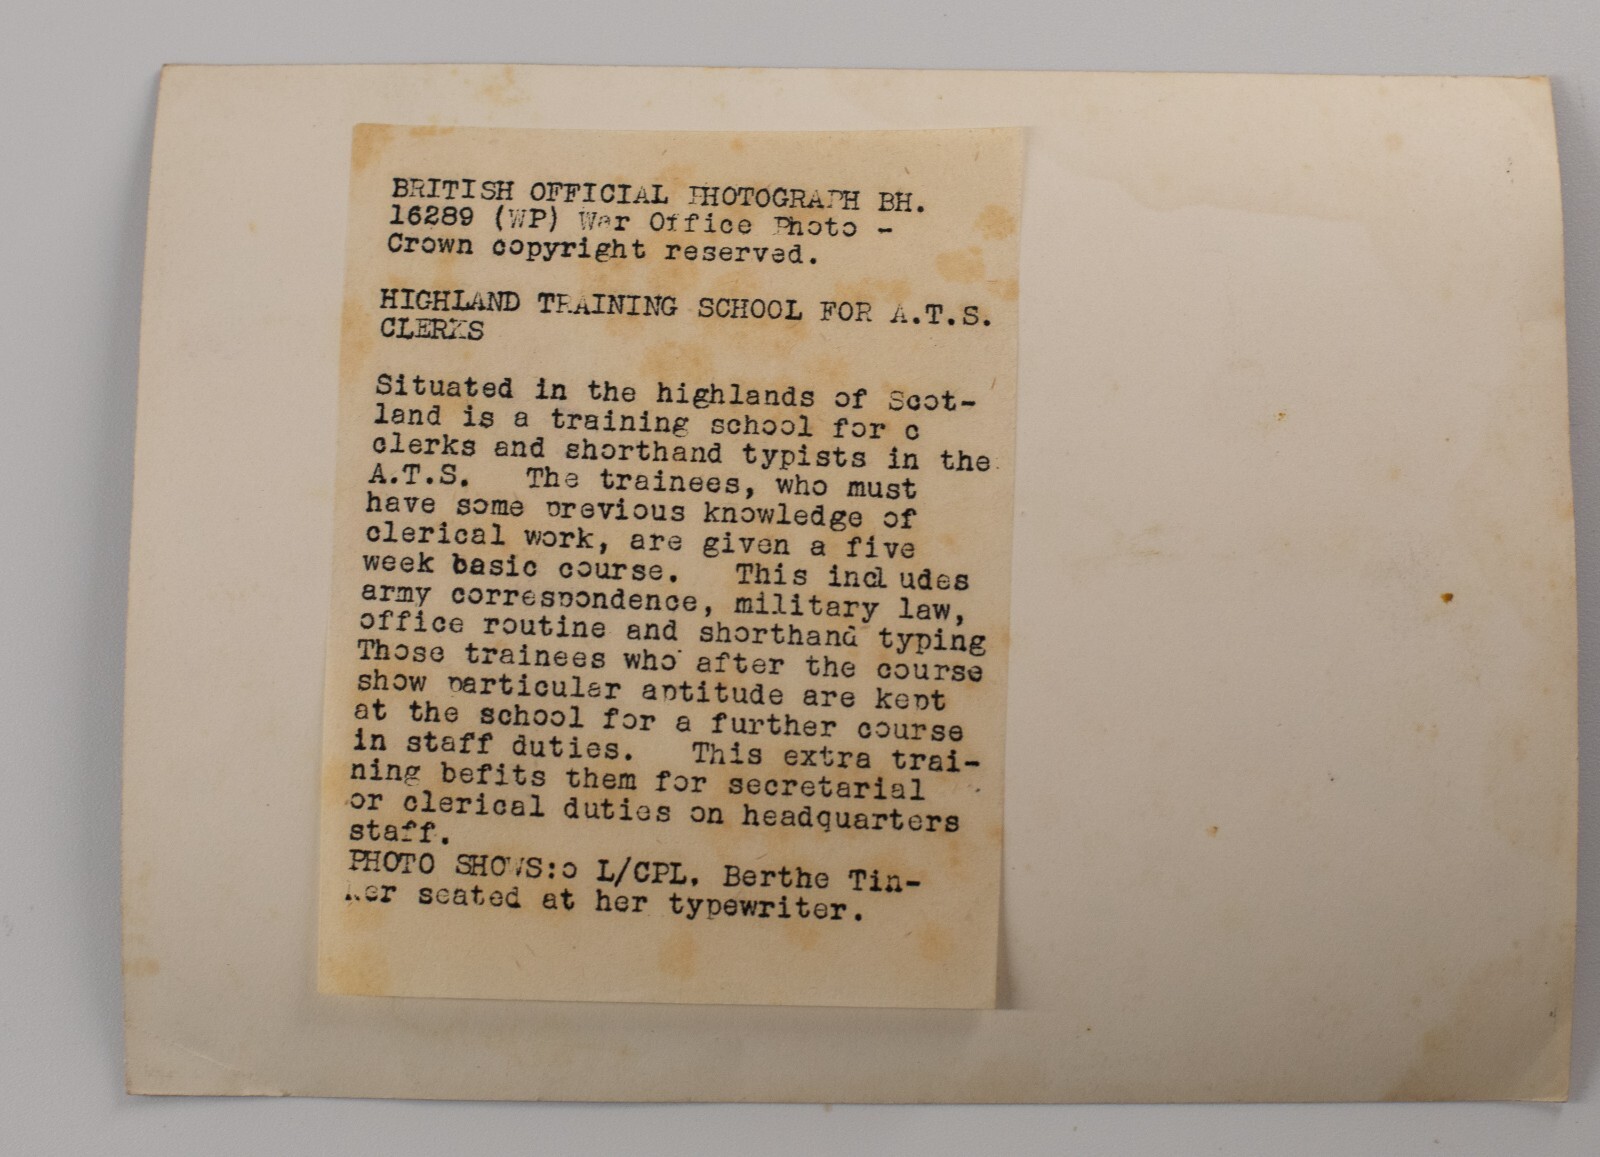 BRITISH OFFICIAL PHOTOGRAPH BH.
16289 (WP) War Office Photo -
Crown copyright reserved.
HIGHLAND TRAINING SCHOOL FOR A.T.S.
CLERKS
Situated in the highlands of Scot-
land is a training school for c
clerks and shorthand typists in the
A.T.S. The trainees, who must
have some previous knowledge of
clerical work, are given a five
week basic course. This includes
army correspondence, military law,
office routine and shorthand typing
Those trainees who after the course
show particular aptitude are kept
at the school for a further course
in staff duties. This extra trai-
ning befits them for secretarial
or clerical duties on headquarters
staff.
PHOTO SHOWS:o L/CPL. Berthe Tin-
ker seated at her typewriter.